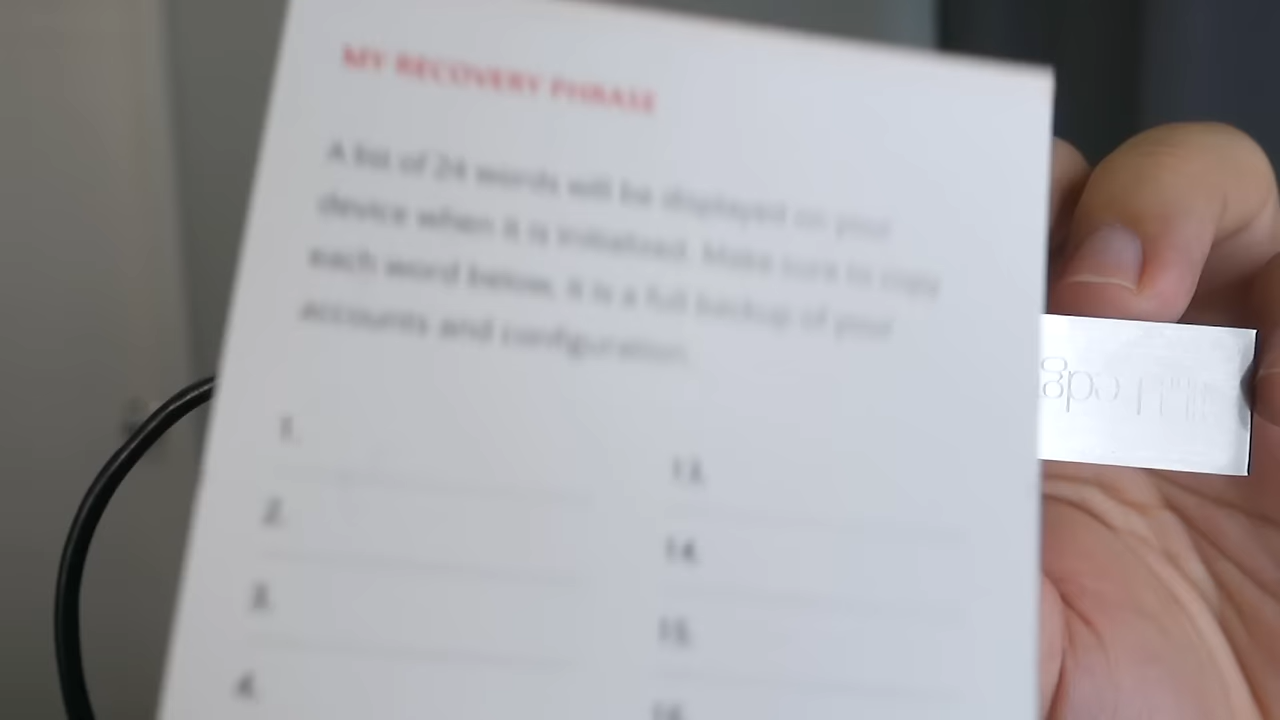 MY RECOVERY PHRASE
A list of 24 words will be displayed on your
device when it is initialized. Make sure to copy
each word below, it is a full backup of your
accounts and configuration.
1.
2.
3.
4.
13.
14.
15.
16.